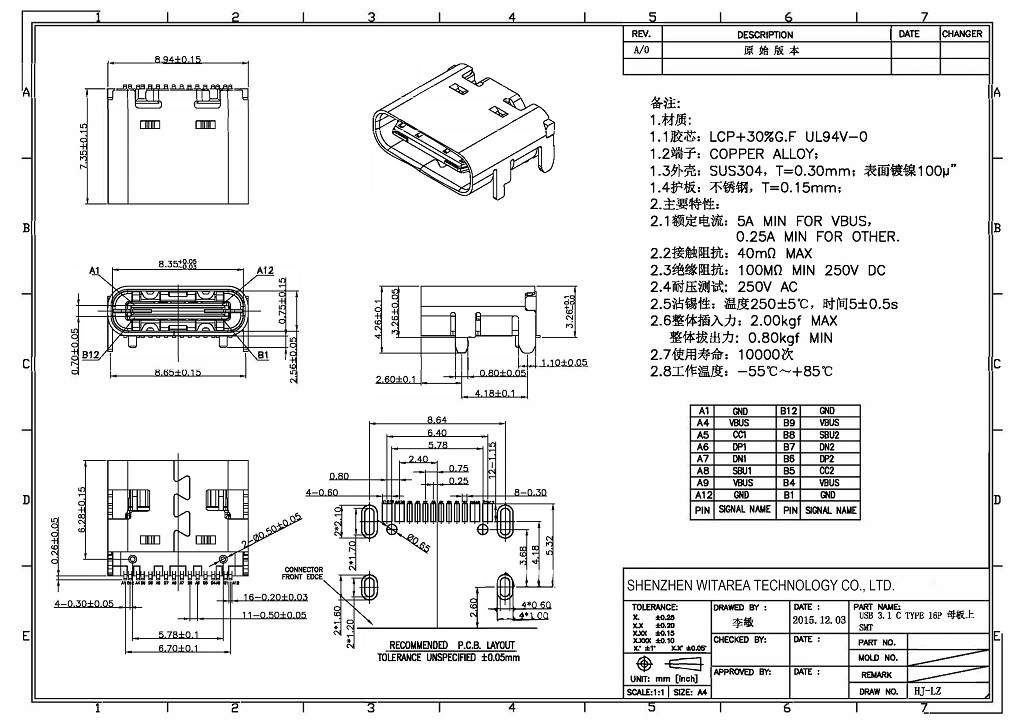 1 2 3 4 5 6 7
A
B
C
D
E
REV. DESCRIPTION DATE CHANGER
A/0 原始版本
备注:
1.材质:
1.1胶芯: LCP+30%G.F UL94V-0
1.2端子: COPPER ALLOY;
1.3外壳: SUS304, T=0.30mm; 表面镀镍100μ"
1.4护板: 不锈钢, T=0.15mm;
2.主要特性:
2.1额定电流: 5A MIN FOR VBUS,
0.25A MIN FOR OTHER.
2.2接触阻抗: 40mΩ MAX
2.3绝缘阻抗: 100MΩ MIN 250V DC
2.4耐压测试: 250V AC
2.5沾锡性: 温度250±5℃, 时间5±0.5s
2.6整体插入力: 2.00kgf MAX
整体拔出力: 0.80kgf MIN
2.7使用寿命: 10000次
2.8工作温度: -55℃~+85℃
8.94±0.15
7.35±0.15
8.35+0.06 -0.03
A1 A12
B12 B1
0.75±0.15
2.56±0.05
0.70±0.05
8.65±0.15
4.26±0.1
3.26±0.05
3.26±0.1
1.10±0.05
0.80±0.05
2.60±0.1
4.18±0.1
6.28±0.15
0.26±0.05
2-Ø0.50±0.05
4-0.30±0.05
16-0.20±0.03
11-0.50±0.05
5.78±0.1
6.70±0.1
8.64
6.40
5.78
2.40
0.75
0.25
0.80
4-0.60
12-1.15
8-0.30
2*2.10
2*1.70
Ø0.65
3.68
4.18
5.32
2.60
4*0.60
4*1.00
2*1.60
2*1.20
CONNECTOR
FRONT EDGE
RECOMMENDED P.C.B. LAYOUT
TOLERANCE UNSPECIFIED ±0.05mm
A1 GND B12 GND
A4 VBUS B9 VBUS
A5 CC1 B8 SBU2
A6 DP1 B7 DN2
A7 DN1 B6 DP2
A8 SBU1 B5 CC2
A9 VBUS B4 VBUS
A12 GND B1 GND
PIN SIGNAL NAME PIN SIGNAL NAME
SHENZHEN WITAREA TECHNOLOGY CO., LTD.
TOLERANCE:
X. ±0.25
X.X ±0.20
X.XX ±0.15
X.XXX ±0.10
X.° ±1° X.X° ±0.05°
UNIT: mm [inch]
SCALE:1:1 SIZE: A4
DRAWN BY :
李敏
CHECKED BY:
APPROVED BY:
DATE :
2015.12.03
DATE :
DATE :
PART NAME:
USB 3.1 C TYPE 16P 母板上
SMT
PART NO.
MOLD NO.
REMARK
DRAW NO. HJ-LZ
A
B
C
D
E
1 2 3 4 5 6 7